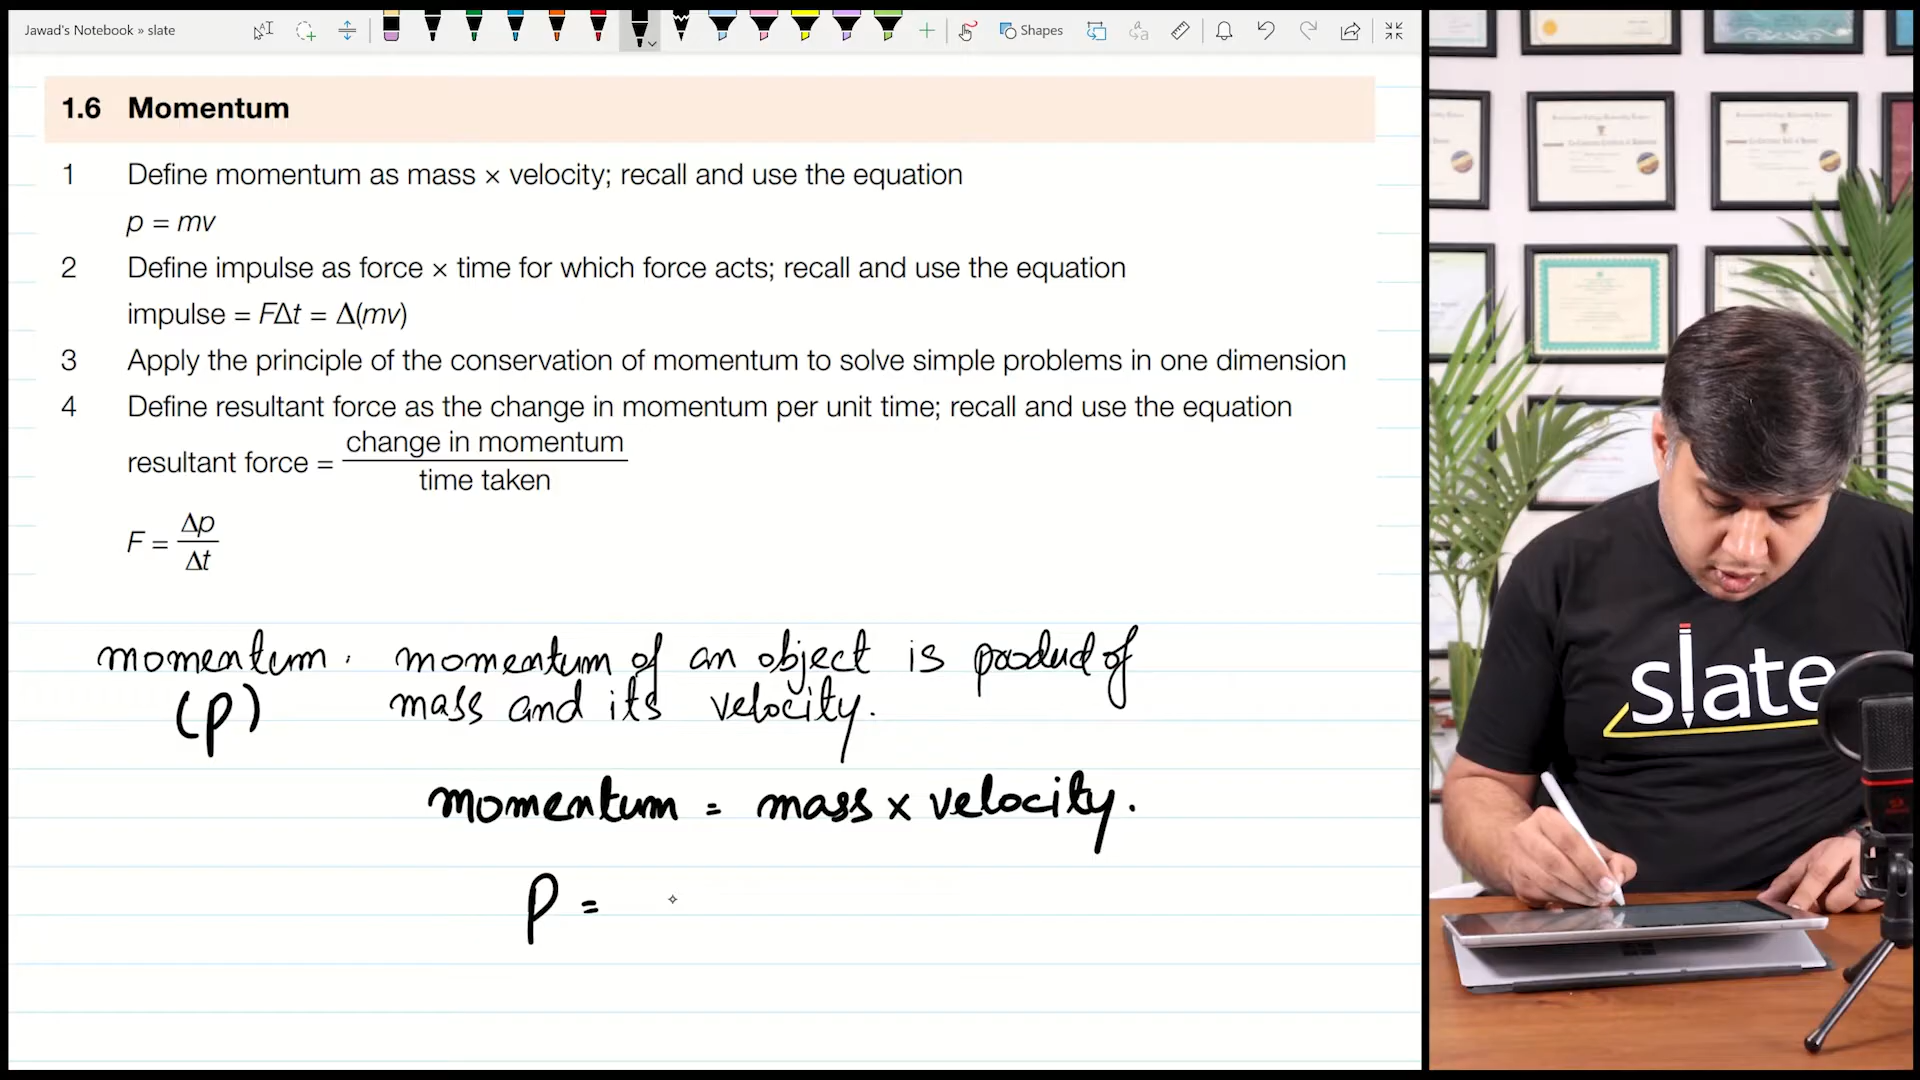 Jawad's Notebook » slate
Shapes
1.6 Momentum
1 Define momentum as mass × velocity; recall and use the equation
p = mv
2 Define impulse as force × time for which force acts; recall and use the equation
impulse = FΔt = Δ(mv)
3 Apply the principle of the conservation of momentum to solve simple problems in one dimension
4 Define resultant force as the change in momentum per unit time; recall and use the equation
resultant force = change in momentum / time taken
F = Δp / Δt
momentum. momentum of an object is product of
(p) mass and its velocity.
momentum = mass x velocity.
p =
slate